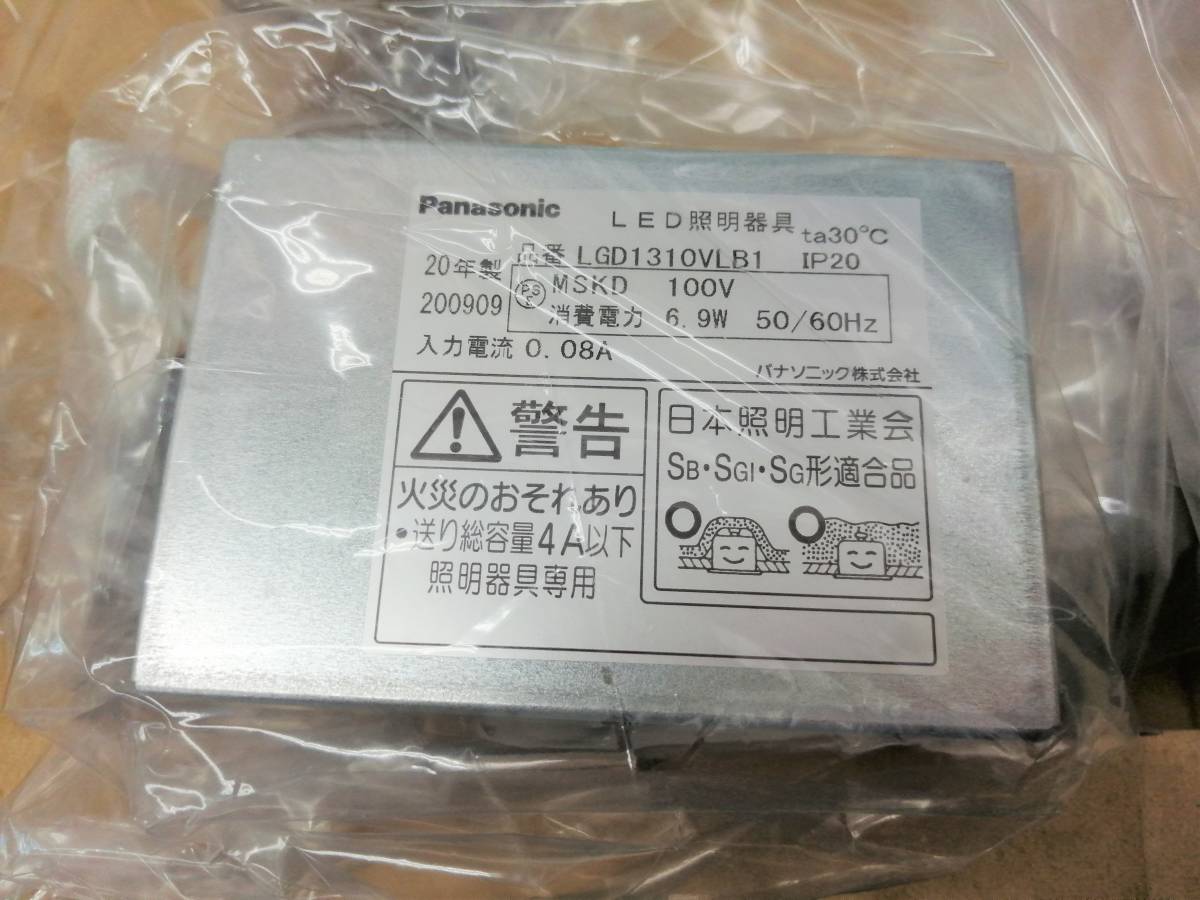 Panasonic LED照明器具 ta30℃
20年製 品番 LGD1310VLB1 IP20
200909 PS E MSKD 100V
消費電力 6.9W 50/60Hz
入力電流 0.08A
パナソニック株式会社
警告
火災のおそれあり
・送り総容量4A以下
照明器具専用
日本照明工業会
SB・SGI・SG形適合品